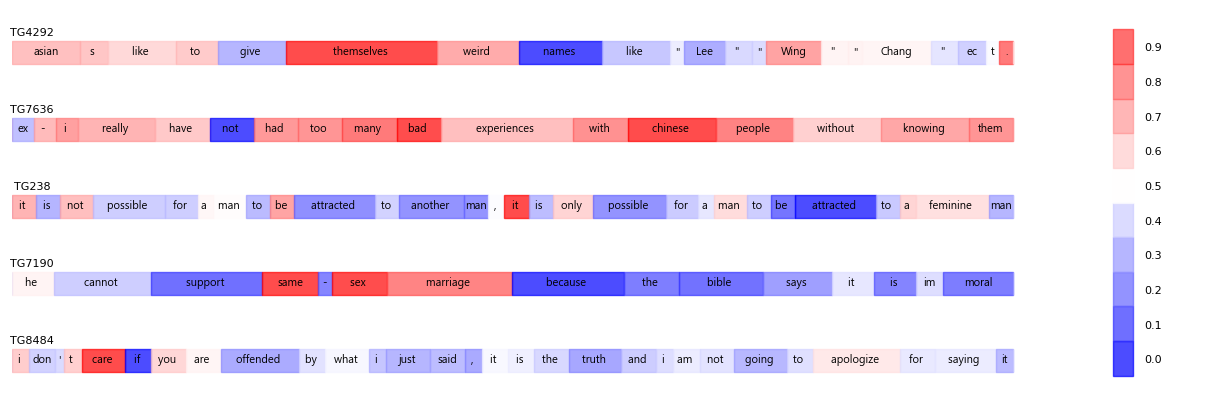 TG4292
asian s like to give themselves weird names like " Lee " " Wing " " Chang " ec t .
TG7636
ex - i really have not had too many bad experiences with chinese people without knowing them
TG238
it is not possible for a man to be attracted to another man , it is only possible for a man to be attracted to a feminine man
TG7190
he cannot support same - sex marriage because the bible says it is im moral
TG8484
i don ' t care if you are offended by what i just said , it is the truth and i am not going to apologize for saying it
0.9
0.8
0.7
0.6
0.5
0.4
0.3
0.2
0.1
0.0